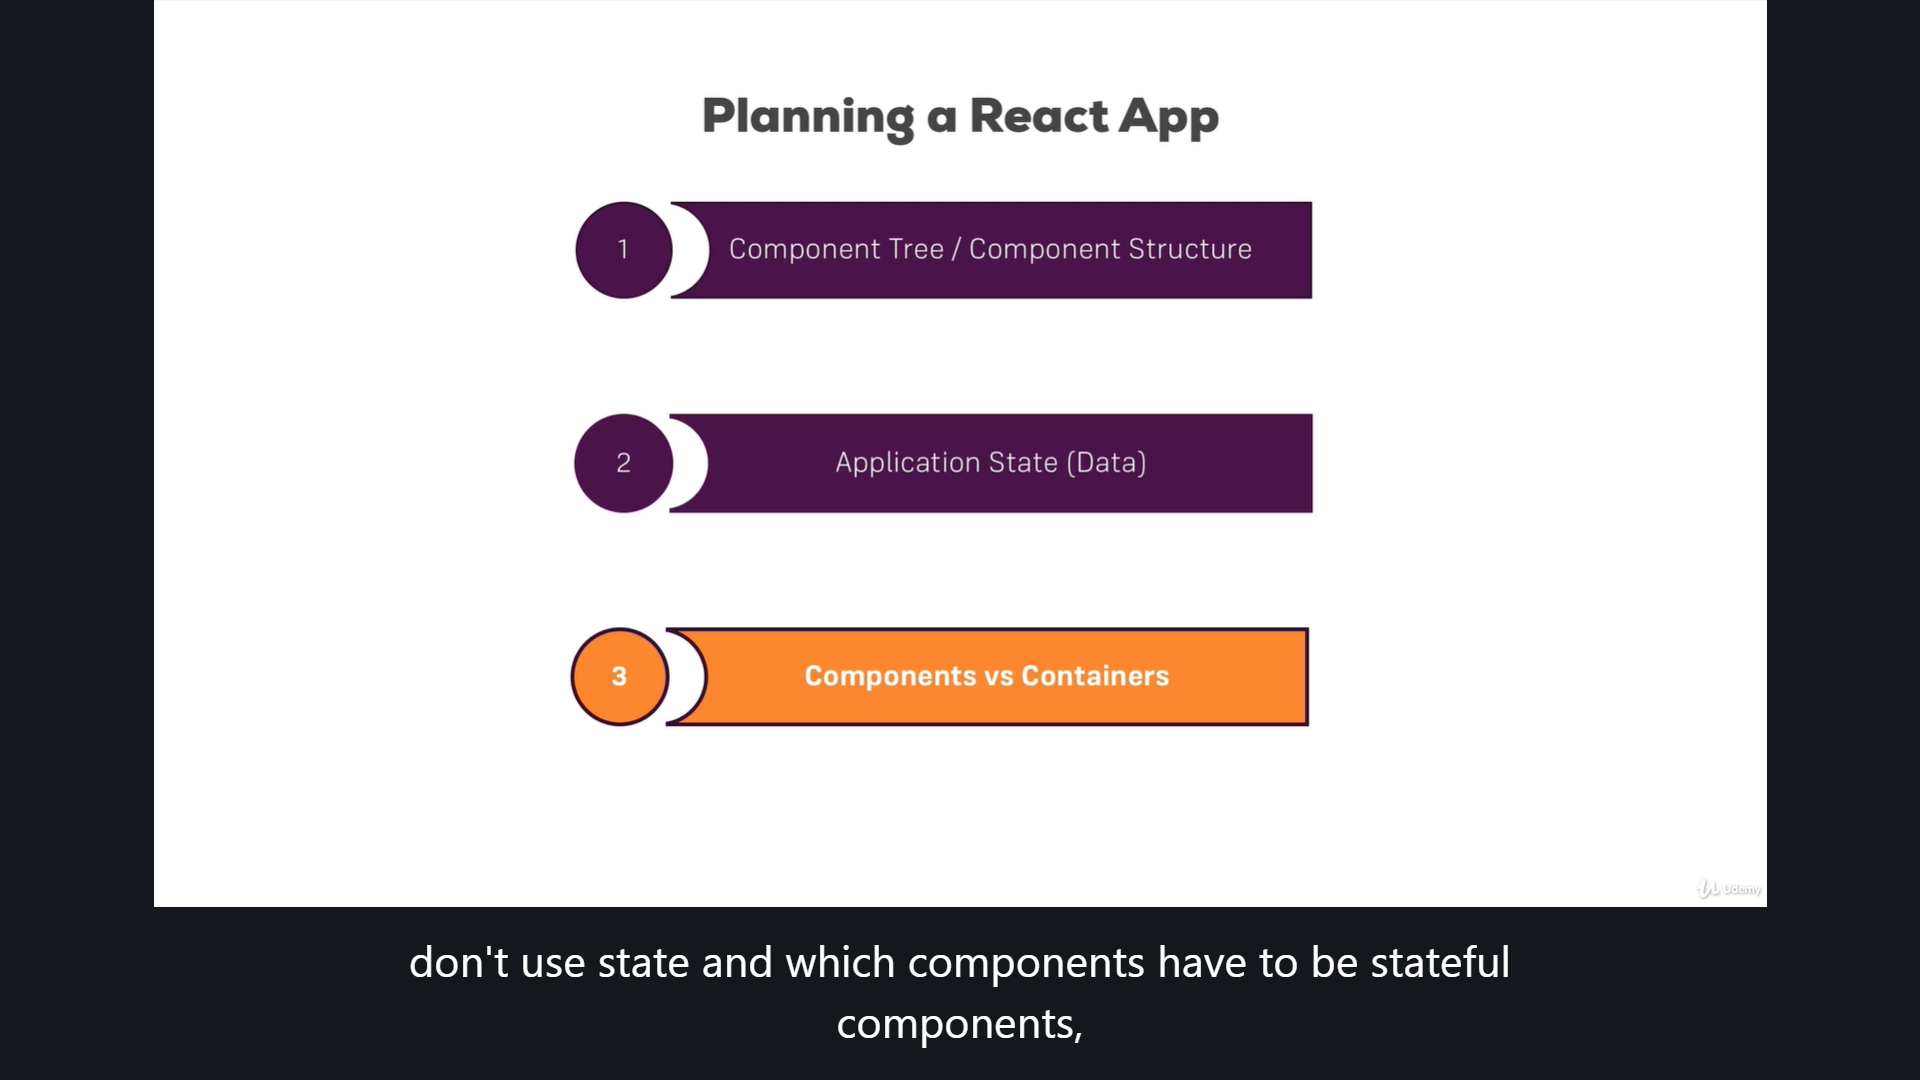 Planning a React App
1
Component Tree / Component Structure
2
Application State (Data)
3
Components vs Containers
Udemy
don't use state and which components have to be stateful
components,